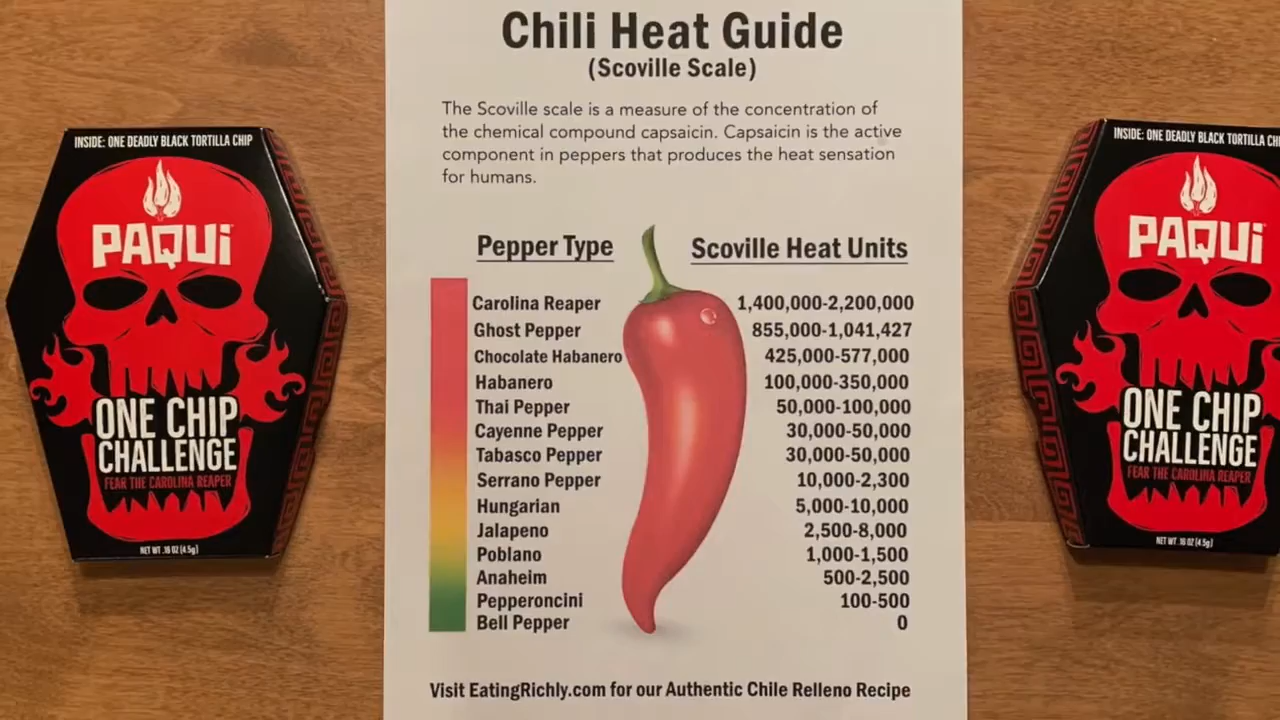 Chili Heat Guide
(Scoville Scale)
The Scoville scale is a measure of the concentration of
the chemical compound capsaicin. Capsaicin is the active
component in peppers that produces the heat sensation
for humans.
Pepper Type Scoville Heat Units
Carolina Reaper 1,400,000-2,200,000
Ghost Pepper 855,000-1,041,427
Chocolate Habanero 425,000-577,000
Habanero 100,000-350,000
Thai Pepper 50,000-100,000
Cayenne Pepper 30,000-50,000
Tabasco Pepper 30,000-50,000
Serrano Pepper 10,000-2,300
Hungarian 5,000-10,000
Jalapeno 2,500-8,000
Poblano 1,000-1,500
Anaheim 500-2,500
Pepperoncini 100-500
Bell Pepper 0
Visit EatingRichly.com for our Authentic Chile Relleno Recipe
INSIDE: ONE DEADLY BLACK TORTILLA CHIP
PAQUI
ONE CHIP
CHALLENGE
FEAR THE CAROLINA REAPER
NET WT .16 OZ (4.5g)
INSIDE: ONE DEADLY BLACK TORTILLA
PAQUI
ONE CHIP
CHALLENGE
FEAR THE CAROLINA REAPER
NET WT .16 OZ (4.5g)